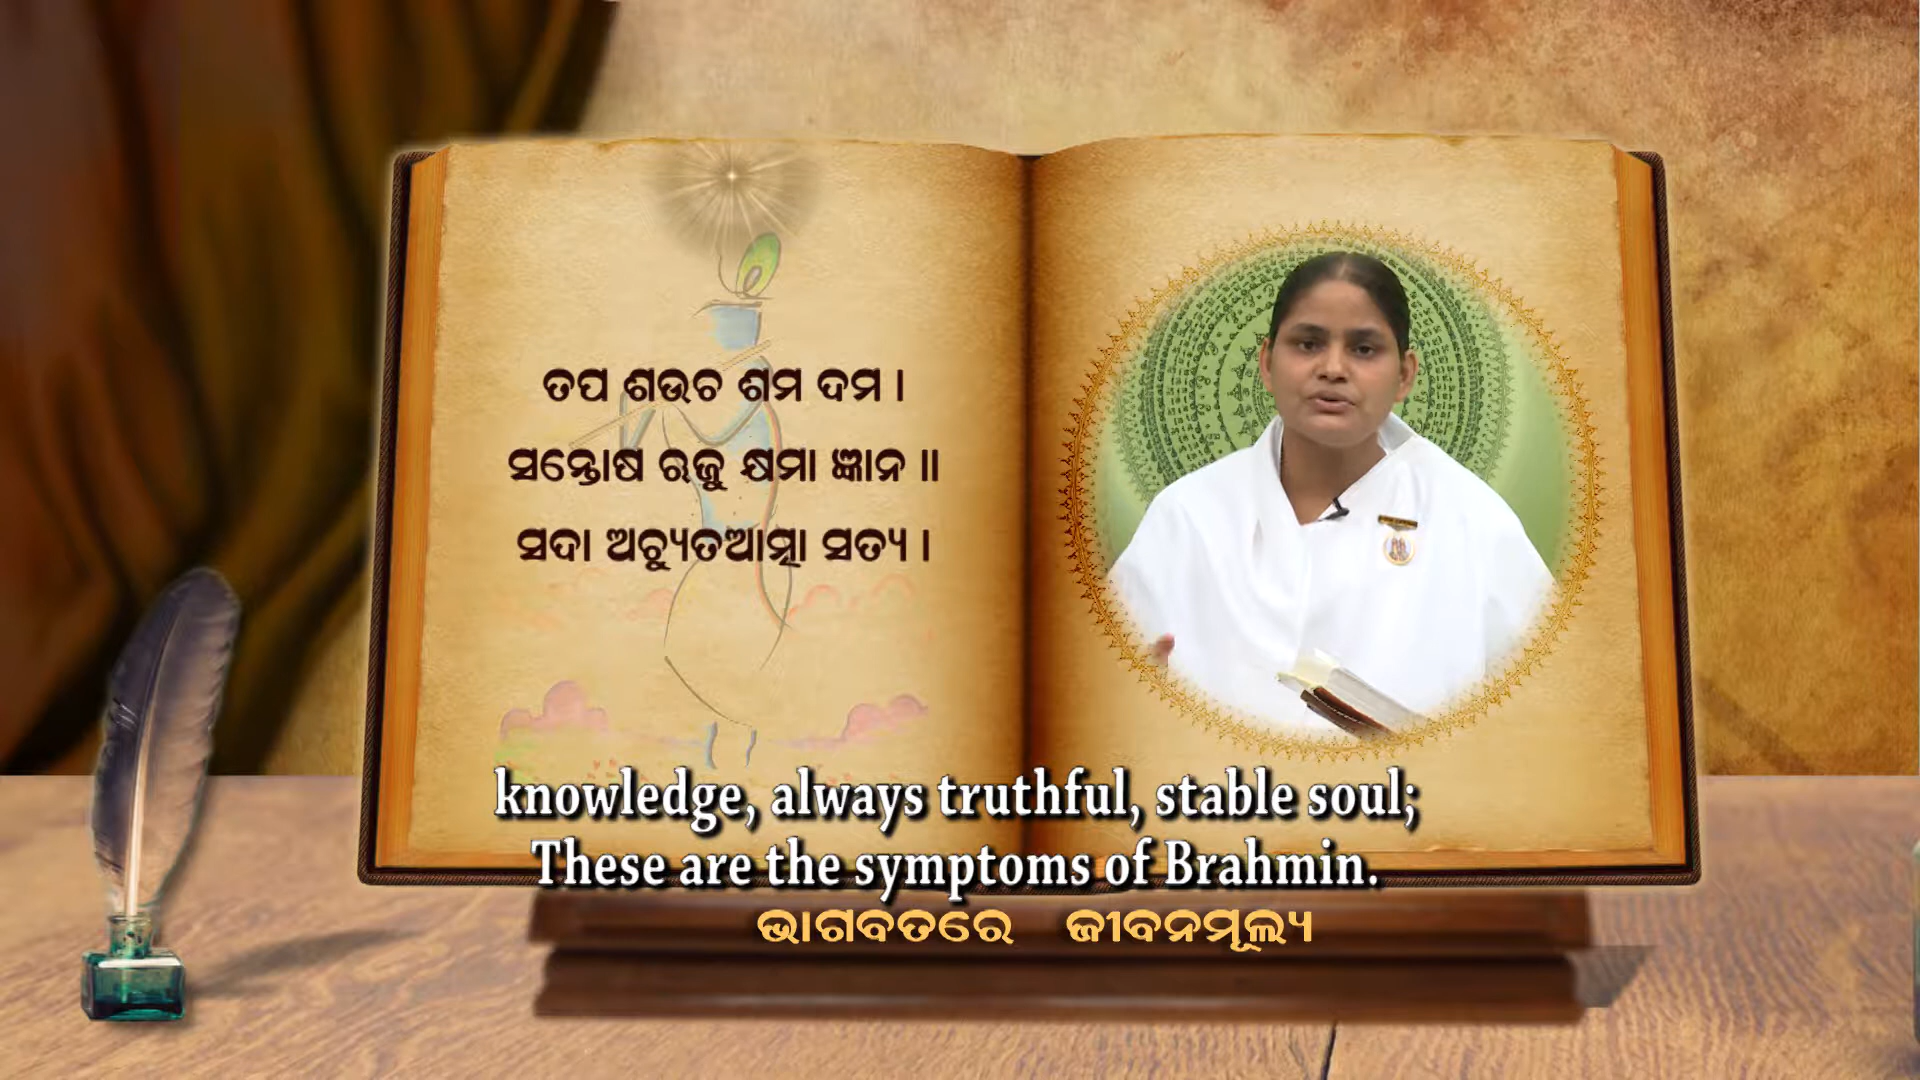 ତପ ଶଉଚ ଶମ ଦମ ।
ସନ୍ତୋଷ ଋଜୁ କ୍ଷମା ଜ୍ଞାନ ॥
ସଦା ଅଚ୍ୟୁତଆତ୍ମା ସତ୍ୟ ।
knowledge, always truthful, stable soul;
These are the symptoms of Brahmin.
ଭାଗବତରେ ଜୀବନମୂଲ୍ୟ